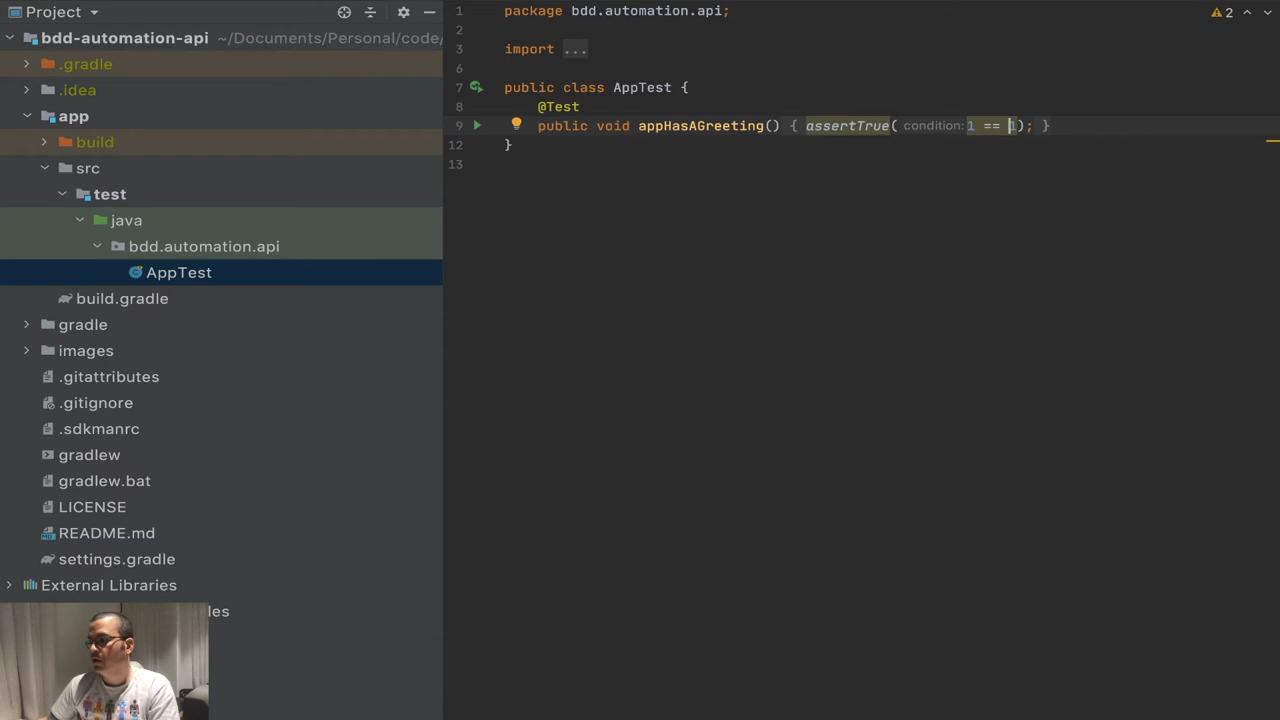 Project
bdd-automation-api ~/Documents/Personal/code/
.gradle
.idea
app
build
src
test
java
bdd.automation.api
AppTest
build.gradle
gradle
images
.gitattributes
.gitignore
.sdkmanrc
gradlew
gradlew.bat
LICENSE
README.md
settings.gradle
External Libraries
les
1 package bdd.automation.api;
2
3 import ...
6
7 public class AppTest {
8 @Test
9 public void appHasAGreeting() { assertTrue( condition: 1 == 1); }
12 }
13
2